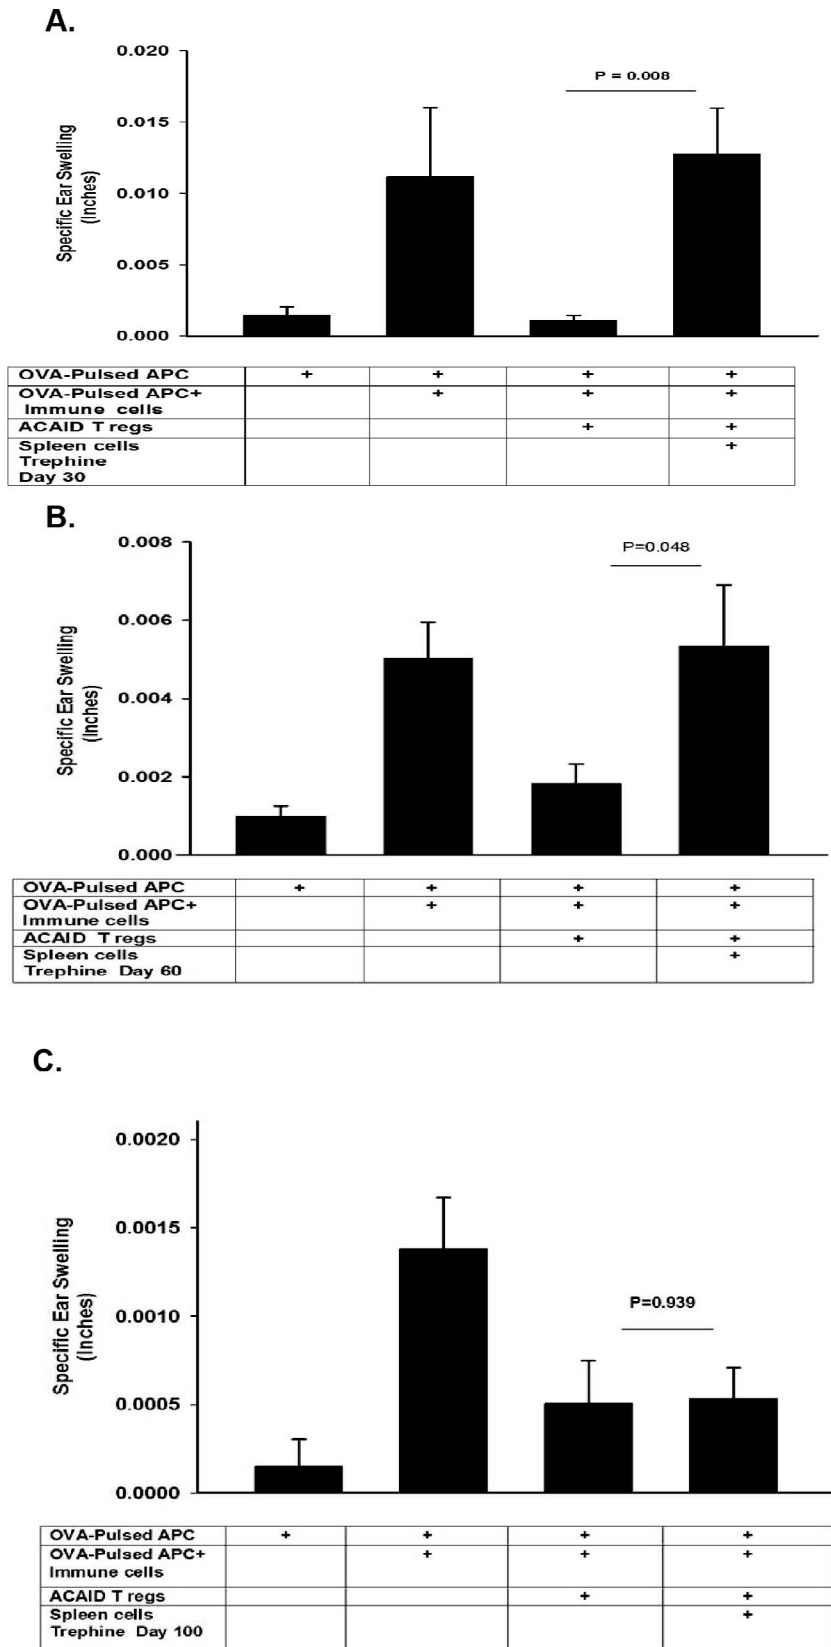 A.
0.020
0.015
0.010
0.005
0.000
Specific Ear Swelling
(Inches)
P = 0.008
OVA-Pulsed APC + + + +
OVA-Pulsed APC+ + + +
Immune cells
ACAID T regs + +
Spleen cells +
Trephine
Day 30
B.
0.008
0.006
0.004
0.002
0.000
Specific Ear Swelling
(Inches)
P=0.048
OVA-Pulsed APC + + + +
OVA-Pulsed APC+ + + +
Immune cells
ACAID T regs + +
Spleen cells +
Trephine Day 60
C.
0.0020
0.0015
0.0010
0.0005
0.0000
Specific Ear Swelling
(Inches)
P=0.939
OVA-Pulsed APC + + + +
OVA-Pulsed APC+ + + +
Immune cells
ACAID T regs + +
Spleen cells +
Trephine Day 100